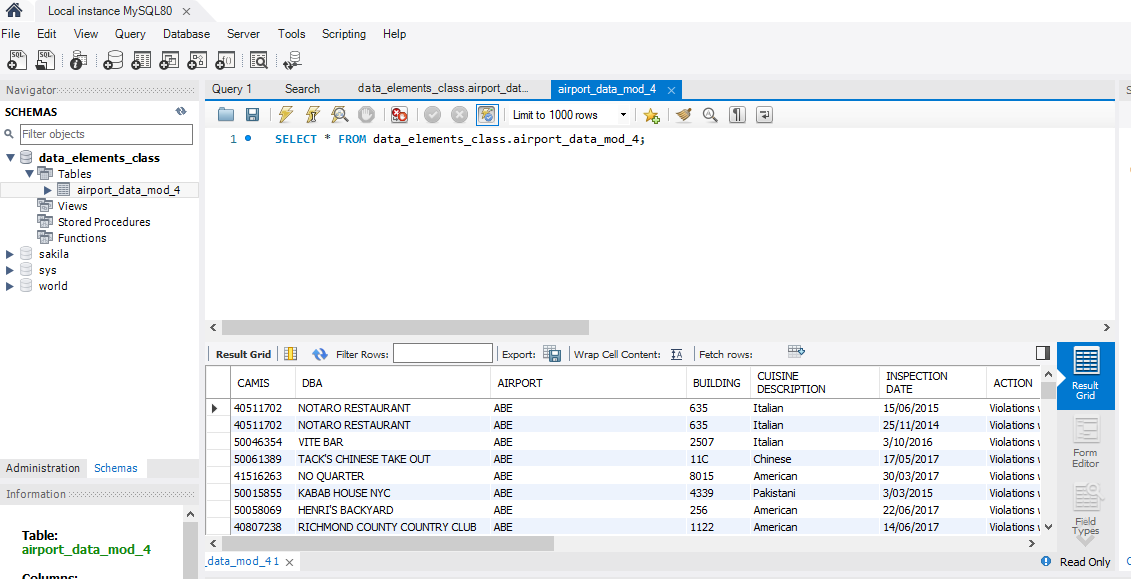 Local instance MySQL80
File Edit View Query Database Server Tools Scripting Help
Navigator
SCHEMAS
Filter objects
data_elements_class
Tables
airport_data_mod_4
Views
Stored Procedures
Functions
sakila
sys
world
Administration Schemas
Information
Table:
airport_data_mod_4
Columns:
Query 1 Search data_elements_class.airport_dat... airport_data_mod_4
Limit to 1000 rows
1 SELECT * FROM data_elements_class.airport_data_mod_4;
Result Grid Filter Rows: Export: Wrap Cell Content: Fetch rows:
CAMIS DBA AIRPORT BUILDING CUISINE DESCRIPTION INSPECTION DATE ACTION
40511702 NOTARO RESTAURANT ABE 635 Italian 15/06/2015 Violations
40511702 NOTARO RESTAURANT ABE 635 Italian 25/11/2014 Violations
50046354 VITE BAR ABE 2507 Italian 3/10/2016 Violations
50061389 TACK'S CHINESE TAKE OUT ABE 11C Chinese 17/05/2017 Violations
41516263 NO QUARTER ABE 8015 American 30/03/2017 Violations
50015855 KABAB HOUSE NYC ABE 4339 Pakistani 3/03/2015 Violations
50058069 HENRI'S BACKYARD ABE 256 American 22/06/2017 Violations
40807238 RICHMOND COUNTY COUNTRY CLUB ABE 1122 American 14/06/2017 Violations
_data_mod_4 1
Result
Grid
Form
Editor
Field
Types
Read Only